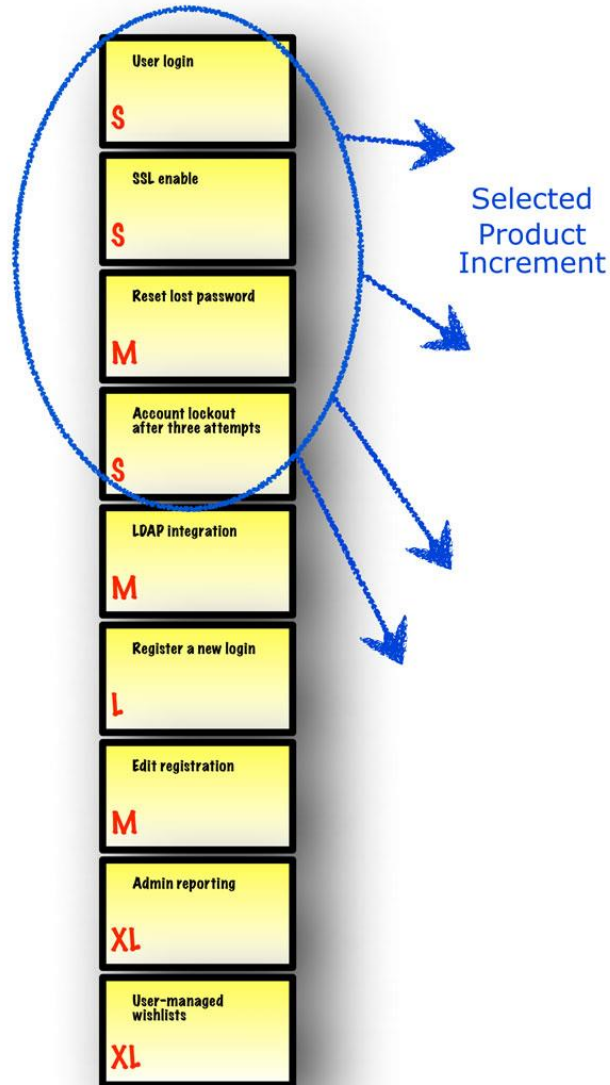 User login
S
SSL enable
S
Selected
Product
Increment
Reset lost password
M
Account lockout
after three attempts
S
LDAP integration
M
Register a new login
L
Edit registration
M
Admin reporting
XL
User-managed
wishlists
XL